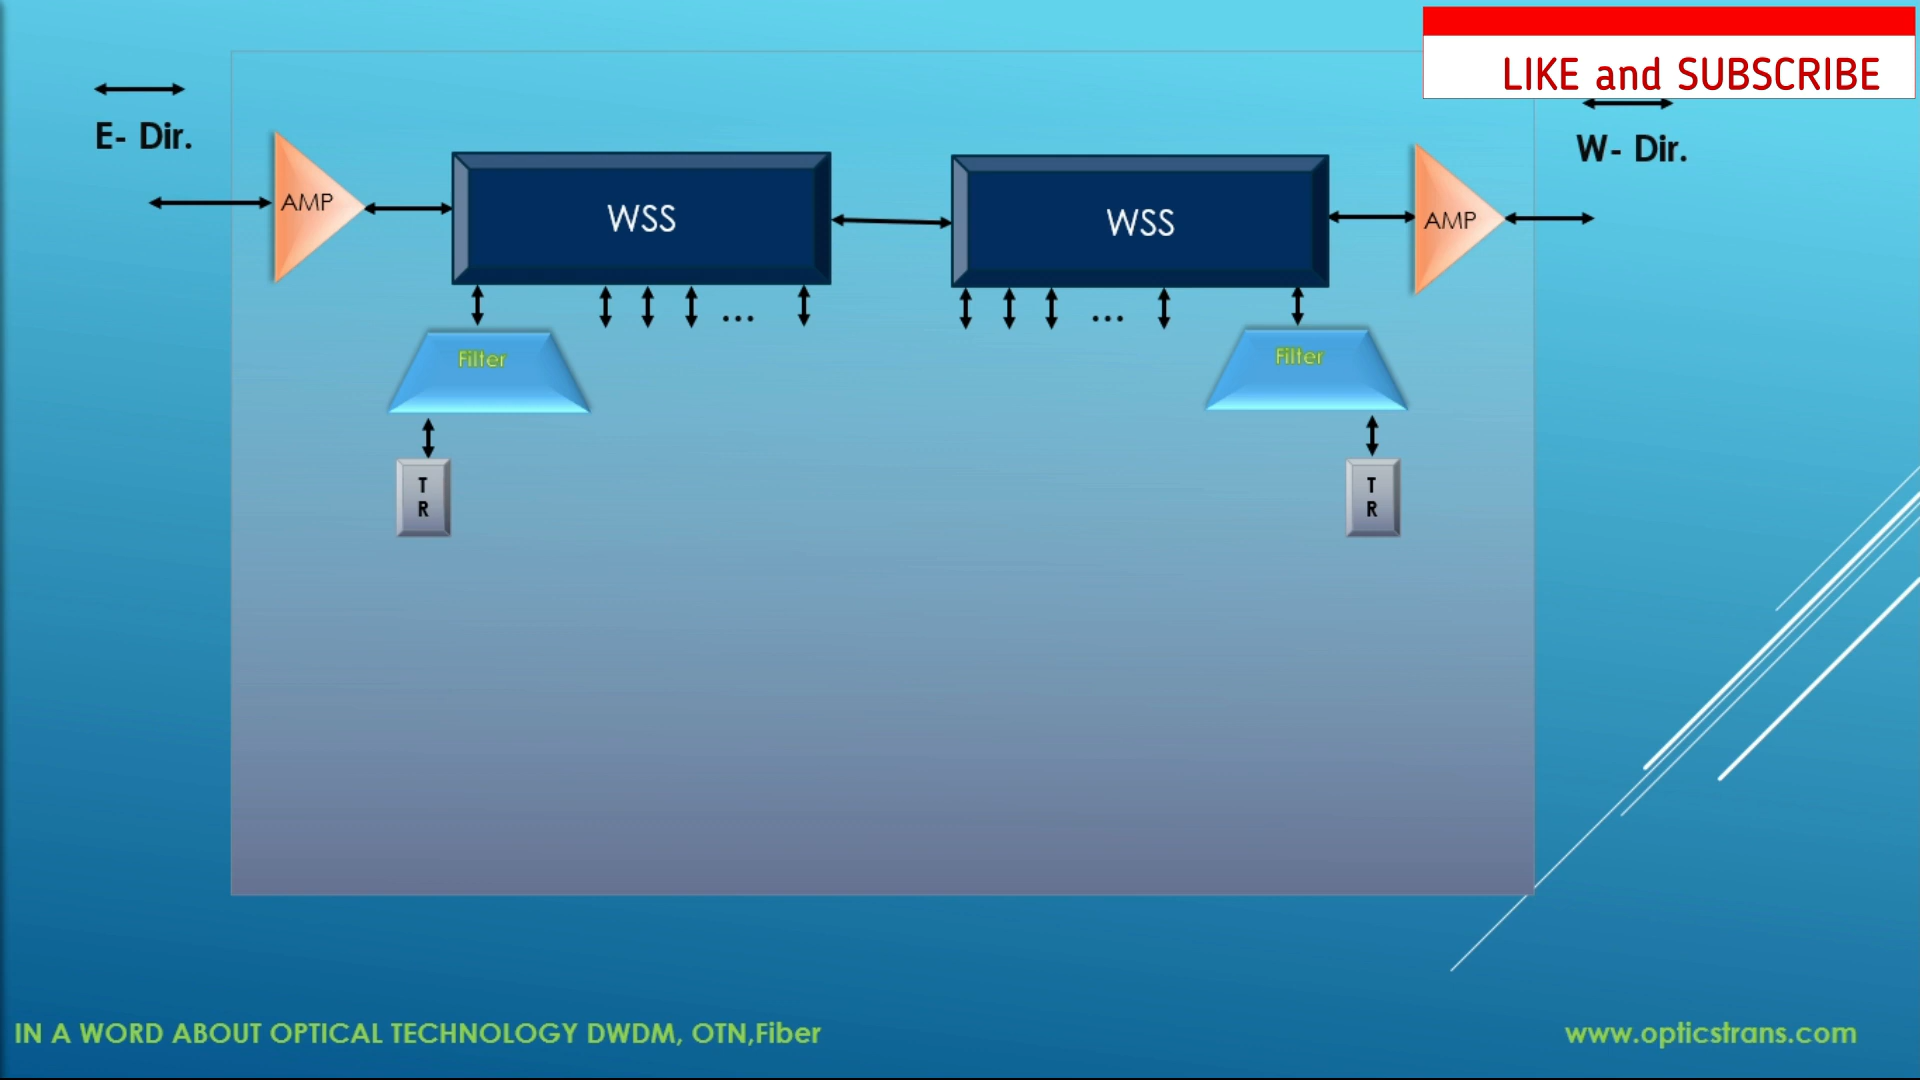 LIKE and SUBSCRIBE
E- Dir.
W- Dir.
AMP
WSS
WSS
AMP
...
...
Filter
Filter
T
R
T
R
IN A WORD ABOUT OPTICAL TECHNOLOGY DWDM, OTN,Fiber
www.opticstrans.com